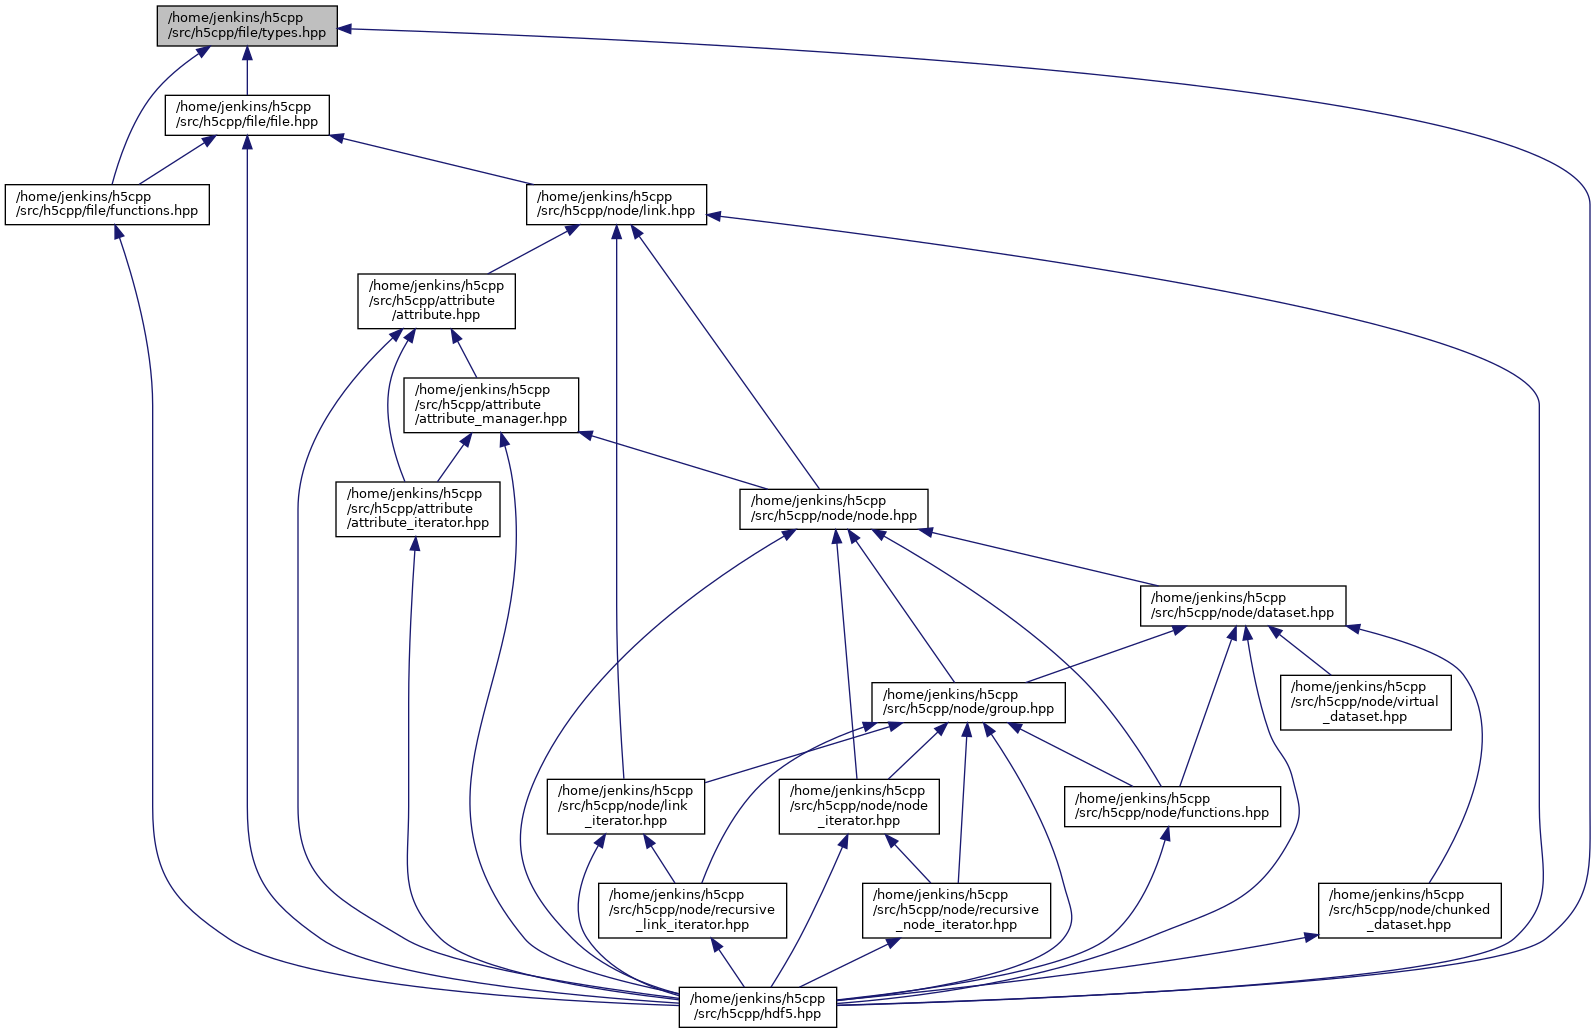 /home/jenkins/h5cpp
/src/h5cpp/file/types.hpp
/home/jenkins/h5cpp
/src/h5cpp/file/file.hpp
/home/jenkins/h5cpp
/src/h5cpp/file/functions.hpp
/home/jenkins/h5cpp
/src/h5cpp/node/link.hpp
/home/jenkins/h5cpp
/src/h5cpp/attribute
/attribute.hpp
/home/jenkins/h5cpp
/src/h5cpp/attribute
/attribute_manager.hpp
/home/jenkins/h5cpp
/src/h5cpp/attribute
/attribute_iterator.hpp
/home/jenkins/h5cpp
/src/h5cpp/node/node.hpp
/home/jenkins/h5cpp
/src/h5cpp/node/dataset.hpp
/home/jenkins/h5cpp
/src/h5cpp/node/group.hpp
/home/jenkins/h5cpp
/src/h5cpp/node/virtual
_dataset.hpp
/home/jenkins/h5cpp
/src/h5cpp/node/link
_iterator.hpp
/home/jenkins/h5cpp
/src/h5cpp/node/node
_iterator.hpp
/home/jenkins/h5cpp
/src/h5cpp/node/functions.hpp
/home/jenkins/h5cpp
/src/h5cpp/node/recursive
_link_iterator.hpp
/home/jenkins/h5cpp
/src/h5cpp/node/recursive
_node_iterator.hpp
/home/jenkins/h5cpp
/src/h5cpp/node/chunked
_dataset.hpp
/home/jenkins/h5cpp
/src/h5cpp/hdf5.hpp